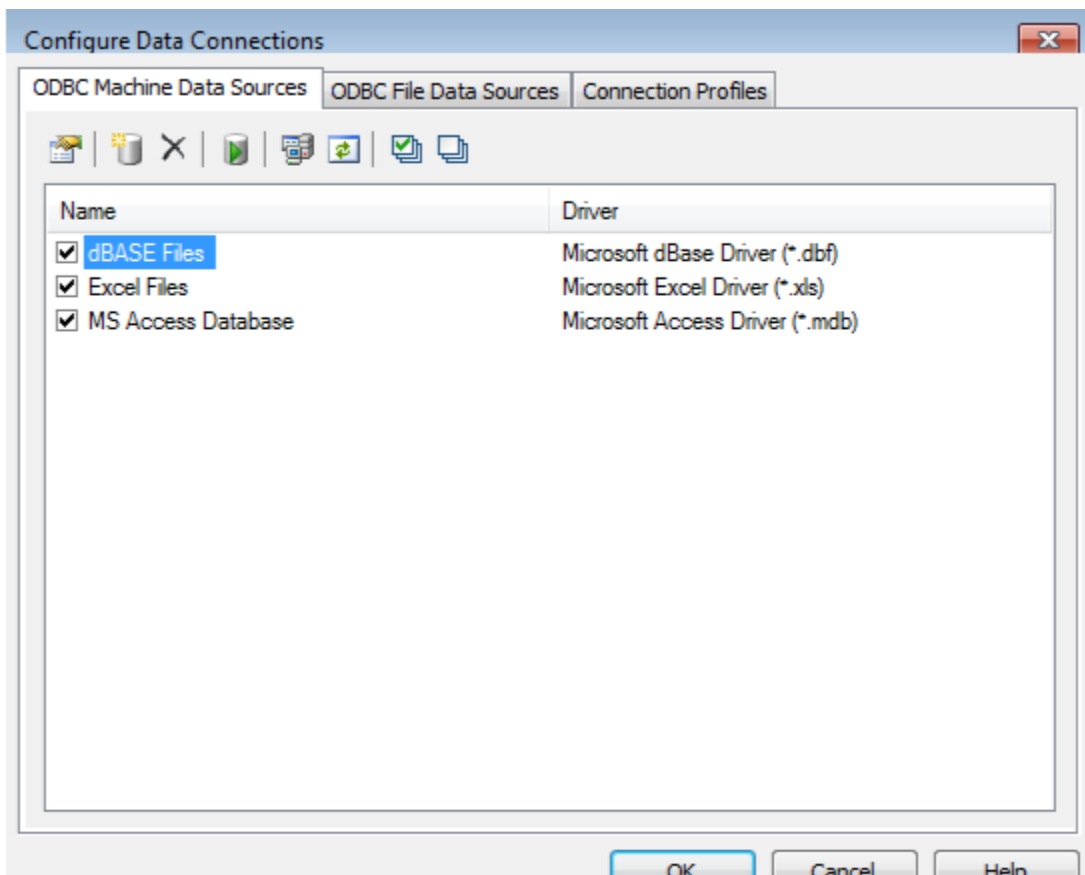 Configure Data Connections
ODBC Machine Data Sources ODBC File Data Sources Connection Profiles
Name Driver
dBASE Files Microsoft dBase Driver (*.dbf)
Excel Files Microsoft Excel Driver (*.xls)
MS Access Database Microsoft Access Driver (*.mdb)
OK Cancel Help